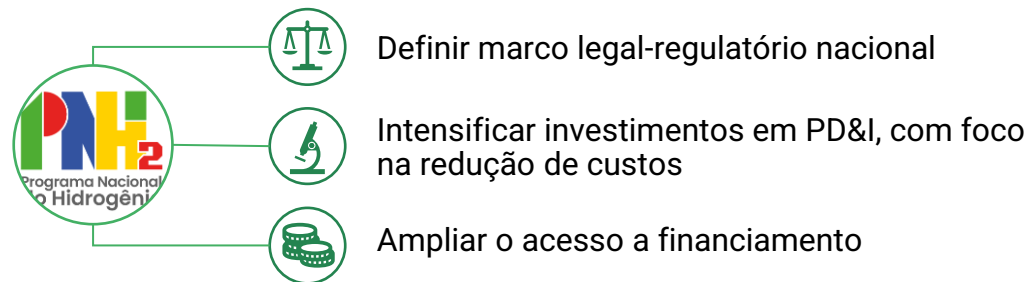 Definir marco legal-regulatório nacional
PNH2
Programa Nacional
do Hidrogêni
Intensificar investimentos em PD&I, com foco
na redução de custos
Ampliar o acesso a financiamento